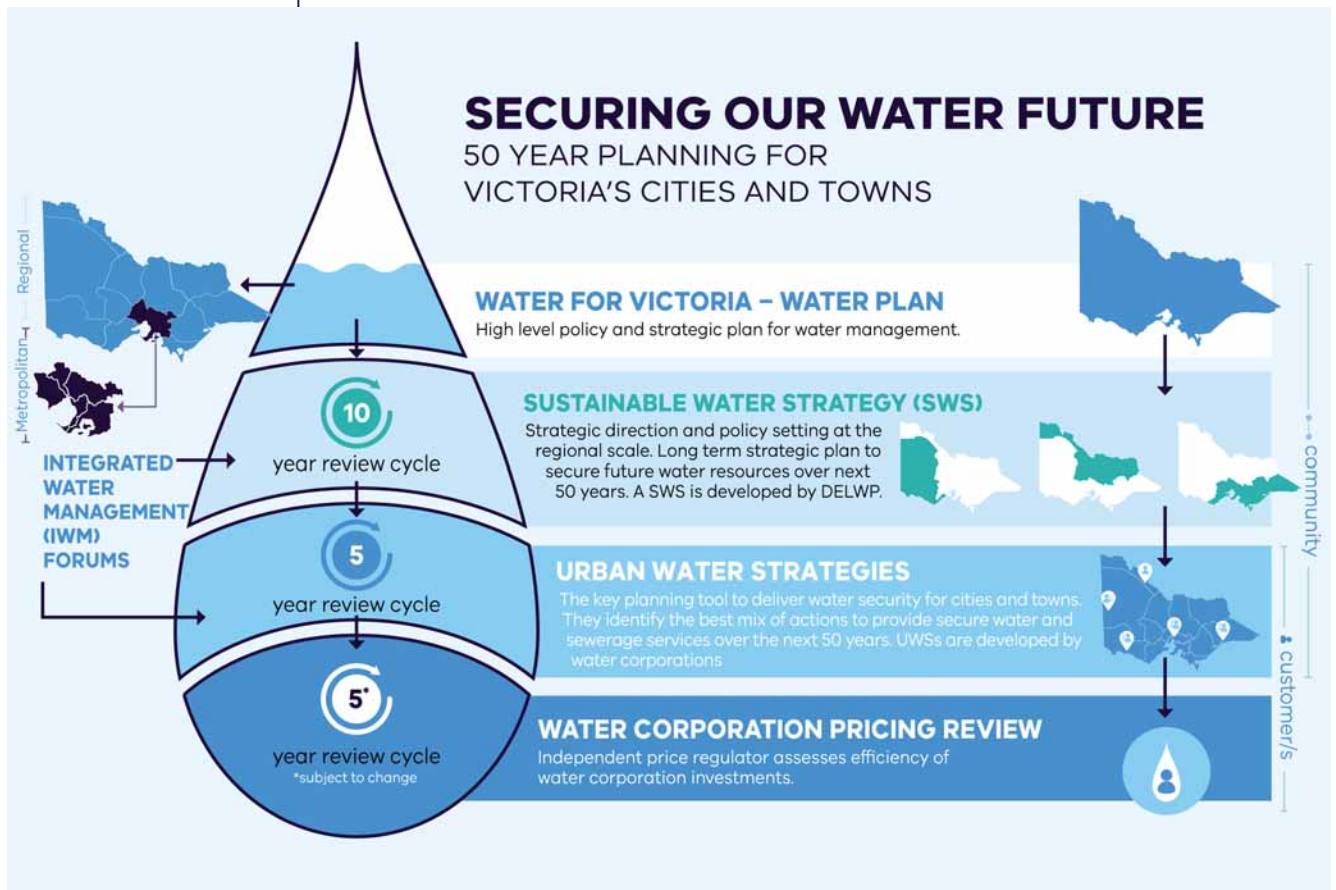 SECURING OUR WATER FUTURE
50 YEAR PLANNING FOR
VICTORIA'S CITIES AND TOWNS
Regional
Metropolitan
INTEGRATED
WATER
MANAGEMENT
(IWM)
FORUMS
WATER FOR VICTORIA – WATER PLAN
High level policy and strategic plan for water management.
10
year review cycle
SUSTAINABLE WATER STRATEGY (SWS)
Strategic direction and policy setting at the
regional scale. Long term strategic plan to
secure future water resources over next
50 years. A SWS is developed by DELWP.
5
year review cycle
URBAN WATER STRATEGIES
The key planning tool to deliver water security for cities and towns.
They identify the best mix of actions to provide secure water and
sewerage services over the next 50 years. UWSs are developed by
water corporations
5*
year review cycle
*subject to change
WATER CORPORATION PRICING REVIEW
Independent price regulator assesses efficiency of
water corporation investments.
community
customer/s